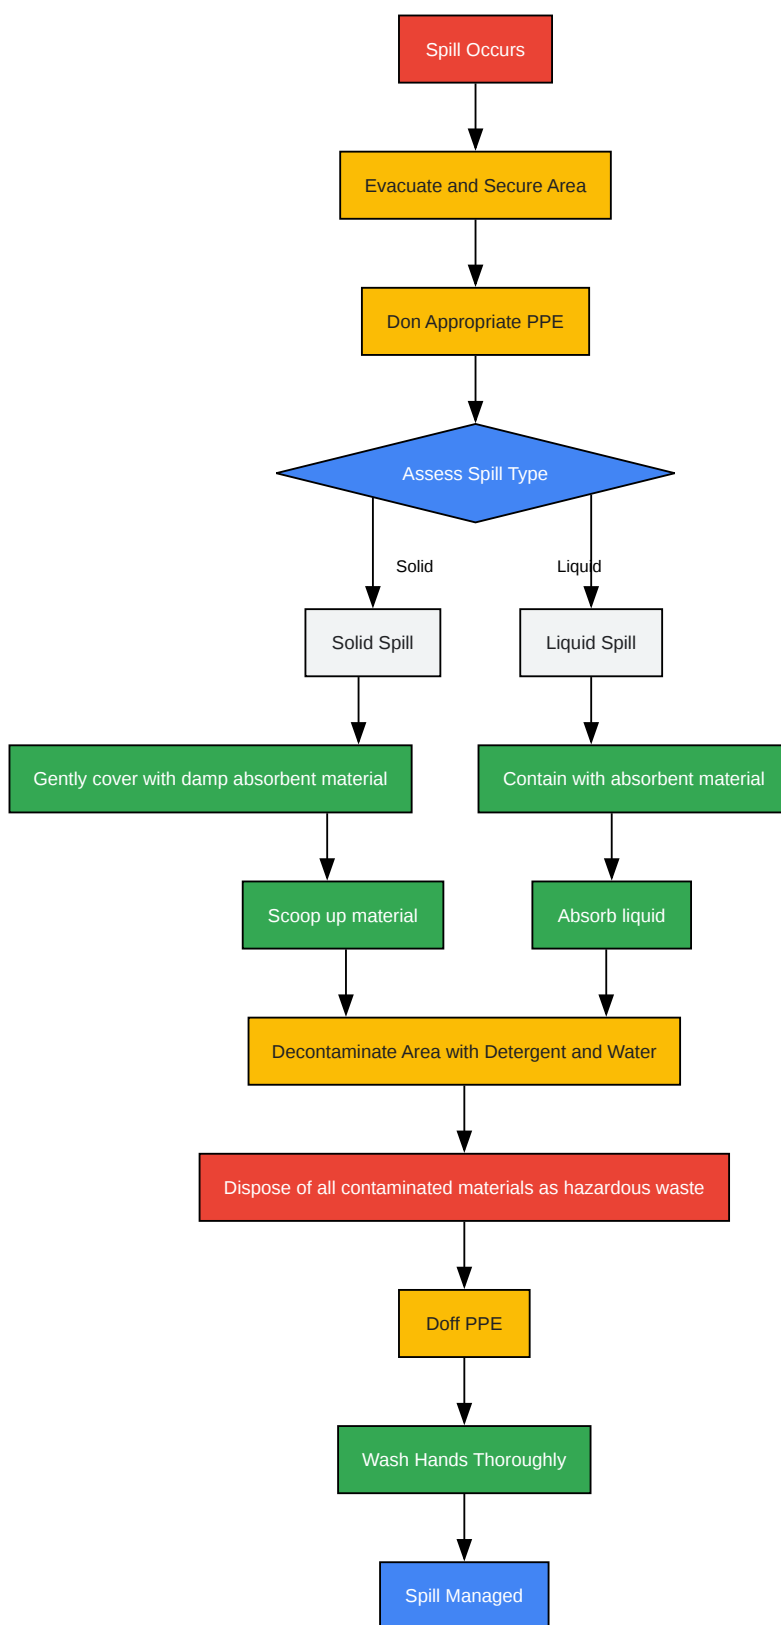 Spill Occurs
Evacuate and Secure Area
Don Appropriate PPE
Assess Spill Type
Solid
Liquid
Solid Spill
Liquid Spill
Gently cover with damp absorbent material
Contain with absorbent material
Scoop up material
Absorb liquid
Decontaminate Area with Detergent and Water
Dispose of all contaminated materials as hazardous waste
Doff PPE
Wash Hands Thoroughly
Spill Managed